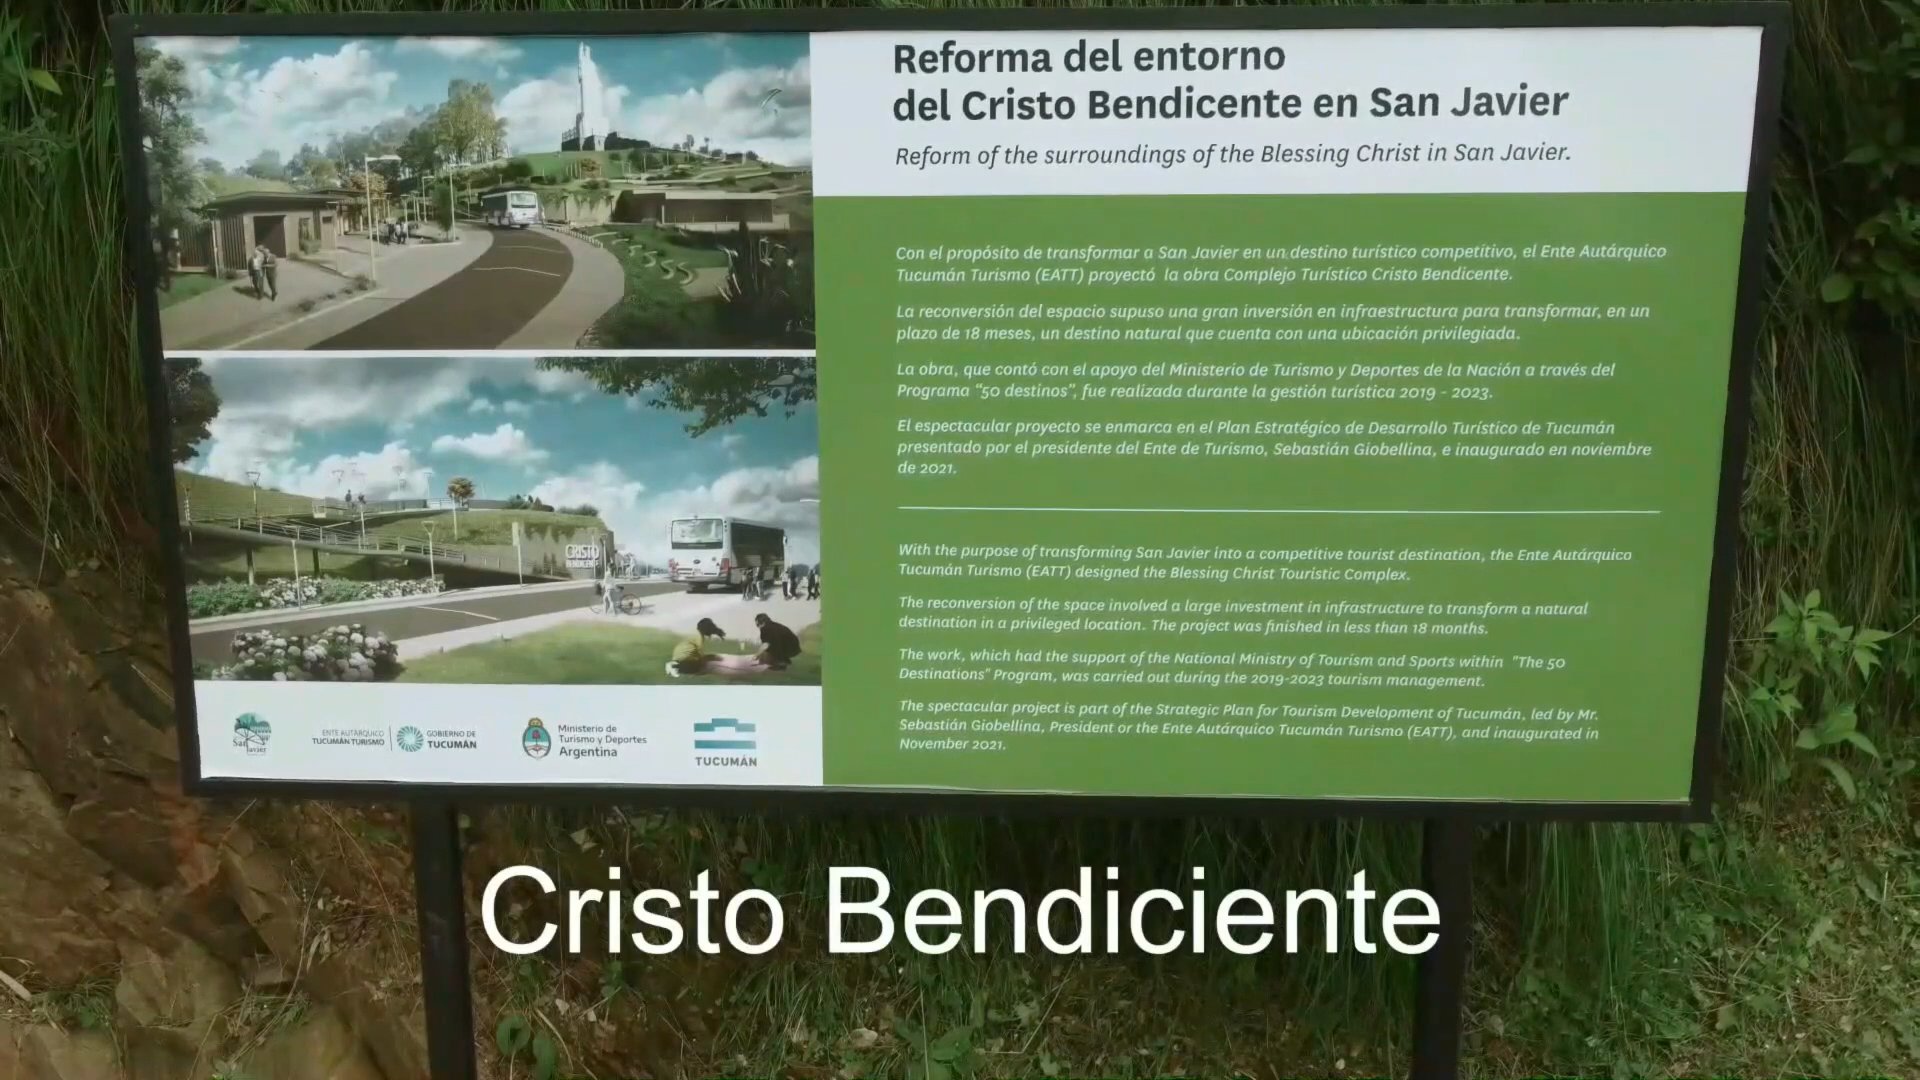 Reforma del entorno
del Cristo Bendicente en San Javier
Reform of the surroundings of the Blessing Christ in San Javier.
Con el propósito de transformar a San Javier en un destino turístico competitivo, el Ente Autárquico
Tucumán Turismo (EATT) proyectó la obra Complejo Turístico Cristo Bendicente.
La reconversión del espacio supuso una gran inversión en infraestructura para transformar, en un
plazo de 18 meses, un destino natural que cuenta con una ubicación privilegiada.
La obra, que contó con el apoyo del Ministerio de Turismo y Deportes de la Nación a través del
Programa "50 destinos", fue realizada durante la gestión turística 2019 - 2023.
El espectacular proyecto se enmarca en el Plan Estratégico de Desarrollo Turístico de Tucumán
presentado por el presidente del Ente de Turismo, Sebastián Giobellina, e inaugurado en noviembre
de 2021.
With the purpose of transforming San Javier into a competitive tourist destination, the Ente Autárquico
Tucumán Turismo (EATT) designed the Blessing Christ Touristic Complex.
The reconversion of the space involved a large investment in infrastructure to transform a natural
destination in a privileged location. The project was finished in less than 18 months.
The work, which had the support of the National Ministry of Tourism and Sports within "The 50
Destinations" Program, was carried out during the 2019-2023 tourism management.
The spectacular project is part of the Strategic Plan for Tourism Development of Tucumán, led by Mr.
Sebastián Giobellina, President or the Ente Autárquico Tucumán Turismo (EATT), and inaugurated in
November 2021.
CRISTO
BENDICENTE
San
Javier
ENTE AUTÁRQUICO
TUCUMÁN TURISMO
GOBIERNO DE
TUCUMÁN
Ministerio de
Turismo y Deportes
Argentina
TUCUMÁN
Cristo Bendiciente